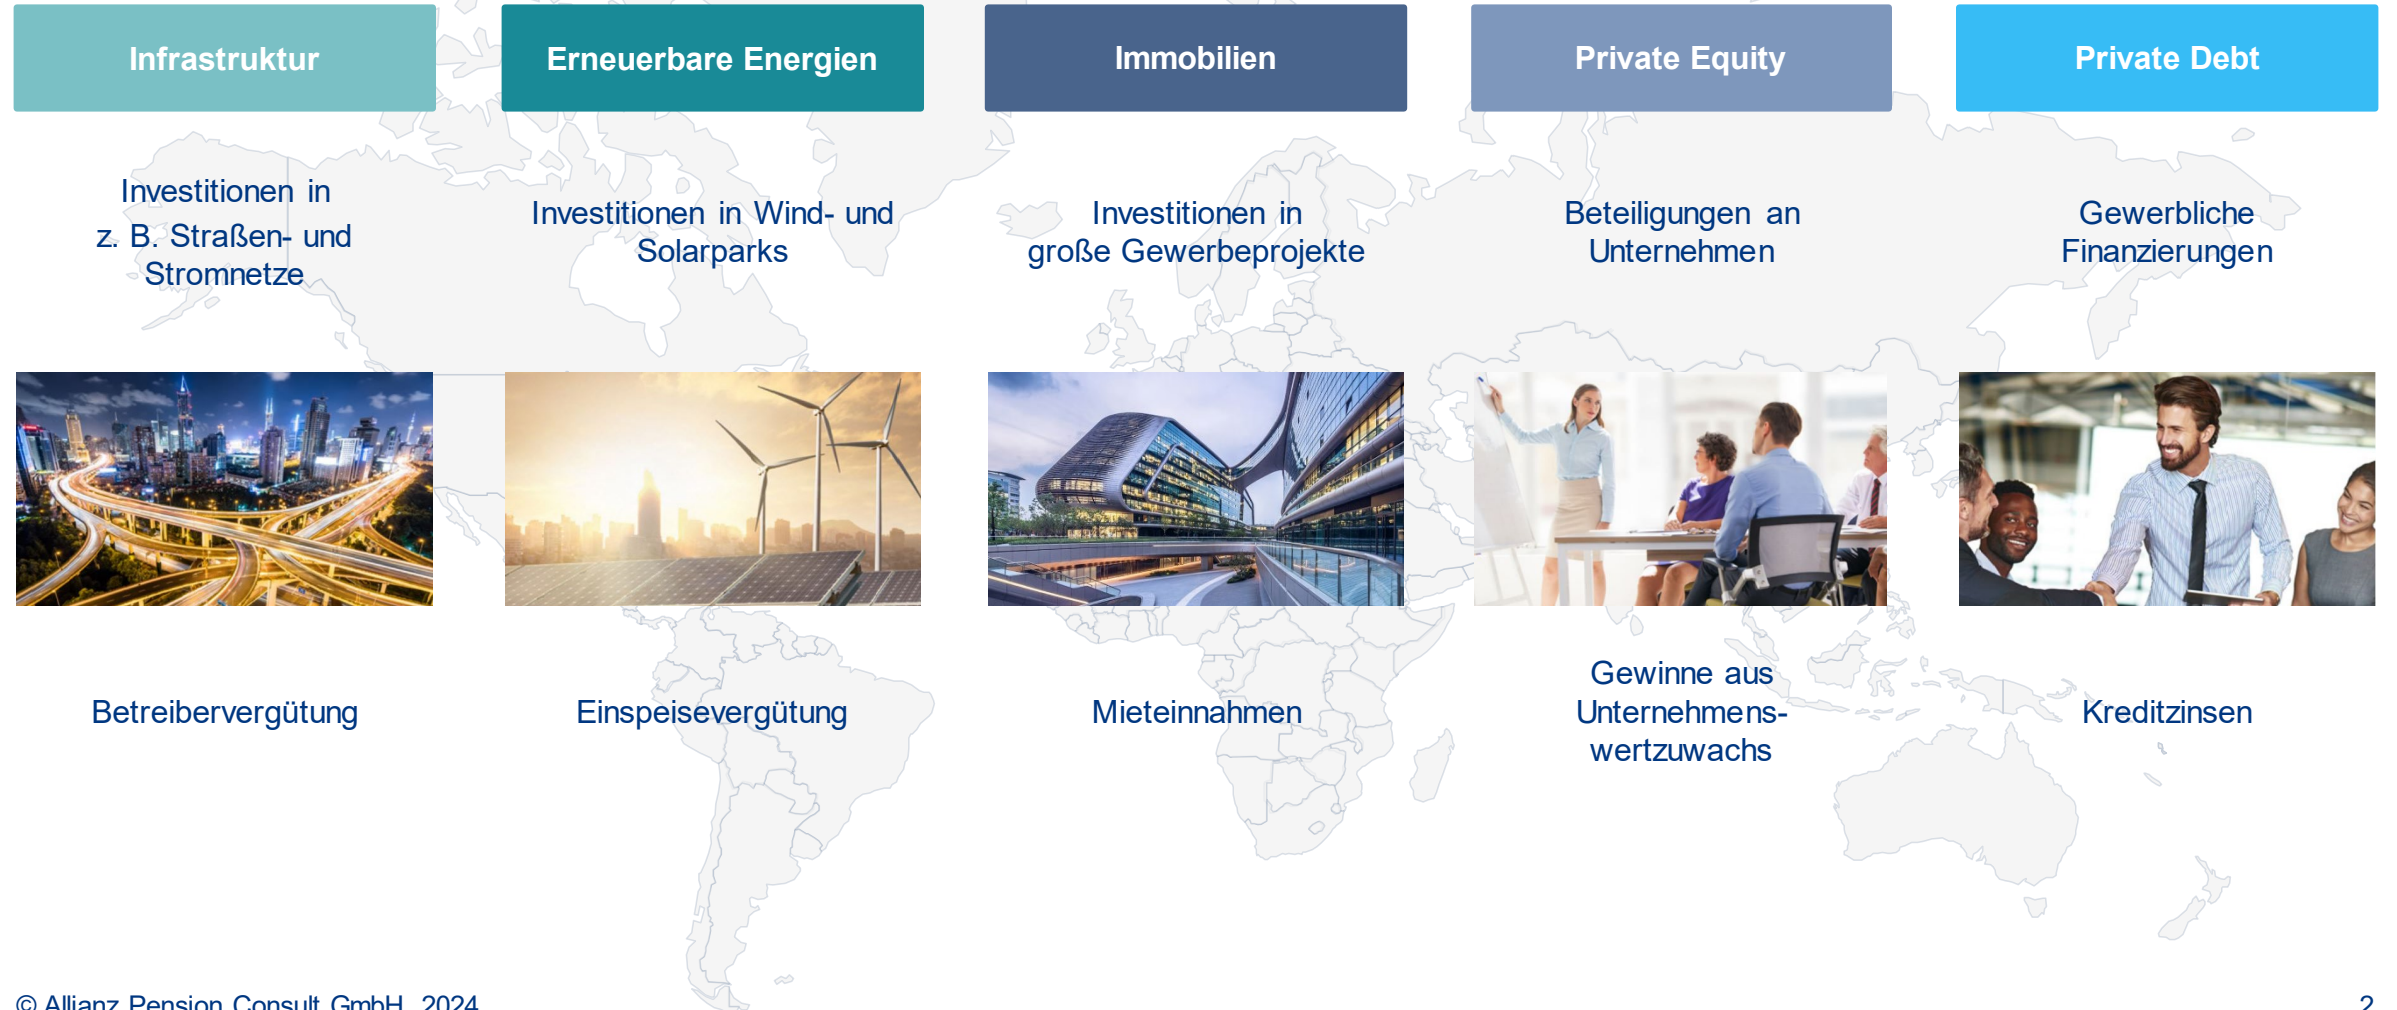 Infrastruktur
Erneuerbare Energien
Immobilien
Private Equity
Private Debt
Investitionen in
z. B. Straßen- und
Stromnetze
Investitionen in Wind- und
Solarparks
Investitionen in
große Gewerbeprojekte
Beteiligungen an
Unternehmen
Gewerbliche
Finanzierungen
Betreibervergütung
Einspeisevergütung
Mieteinnahmen
Gewinne aus
Unternehmens-
wertzuwachs
Kreditzinsen
© Allianz Pension Consult GmbH 2024
2